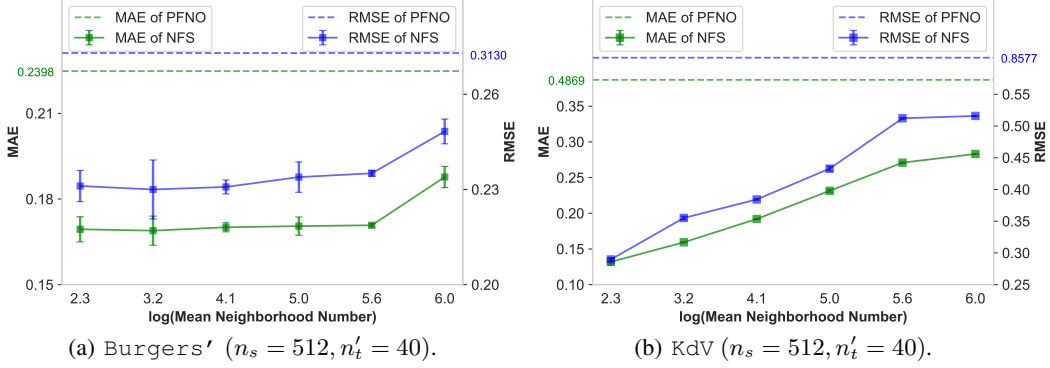 MAE of PFNO
MAE of NFS
RMSE of PFNO
RMSE of NFS
0.2398
0.3130
MAE
0.21
0.18
0.15
RMSE
0.26
0.23
0.20
2.3 3.2 4.1 5.0 5.6 6.0
log(Mean Neighborhood Number)
(a) Burgers' (n_s = 512, n'_t = 40).
MAE of PFNO
MAE of NFS
RMSE of PFNO
RMSE of NFS
0.4869
0.8577
MAE
0.35
0.30
0.25
0.20
0.15
0.10
RMSE
0.55
0.50
0.45
0.40
0.35
0.30
0.25
2.3 3.2 4.1 5.0 5.6 6.0
log(Mean Neighborhood Number)
(b) KdV (n_s = 512, n'_t = 40).